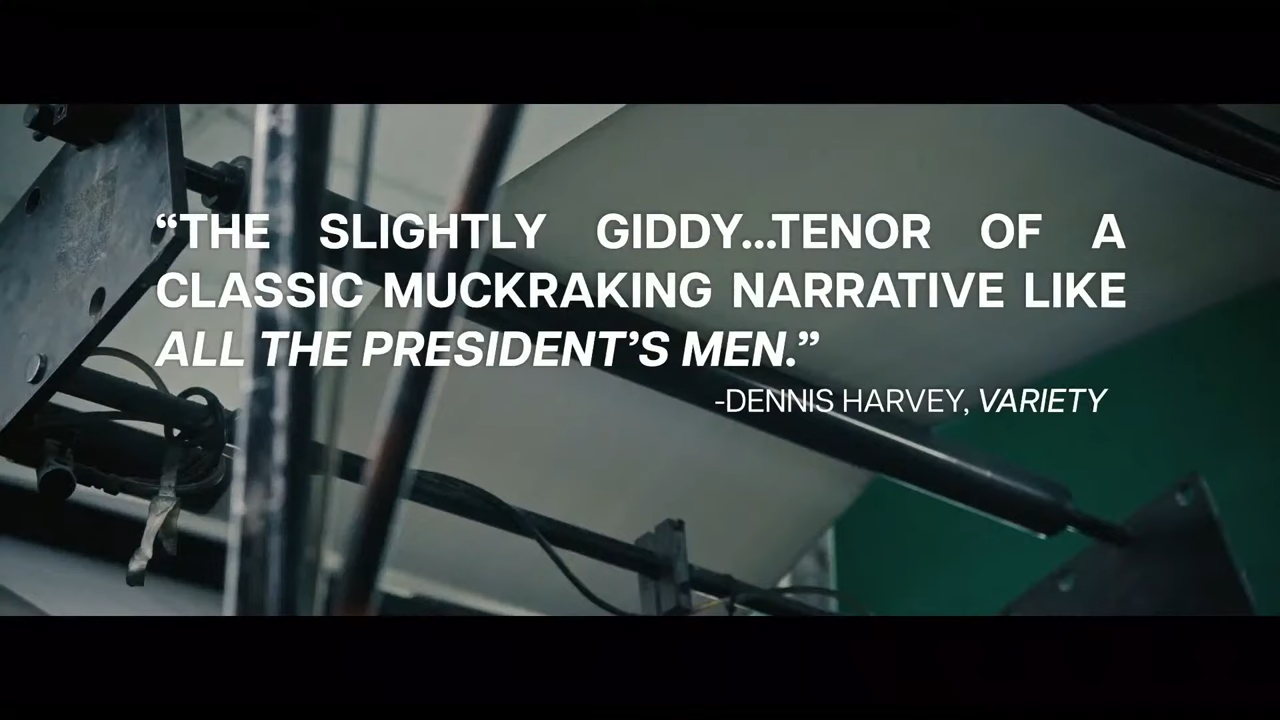 “THE SLIGHTLY GIDDY...TENOR OF A
CLASSIC MUCKRAKING NARRATIVE LIKE
ALL THE PRESIDENT’S MEN.”
-DENNIS HARVEY, VARIETY